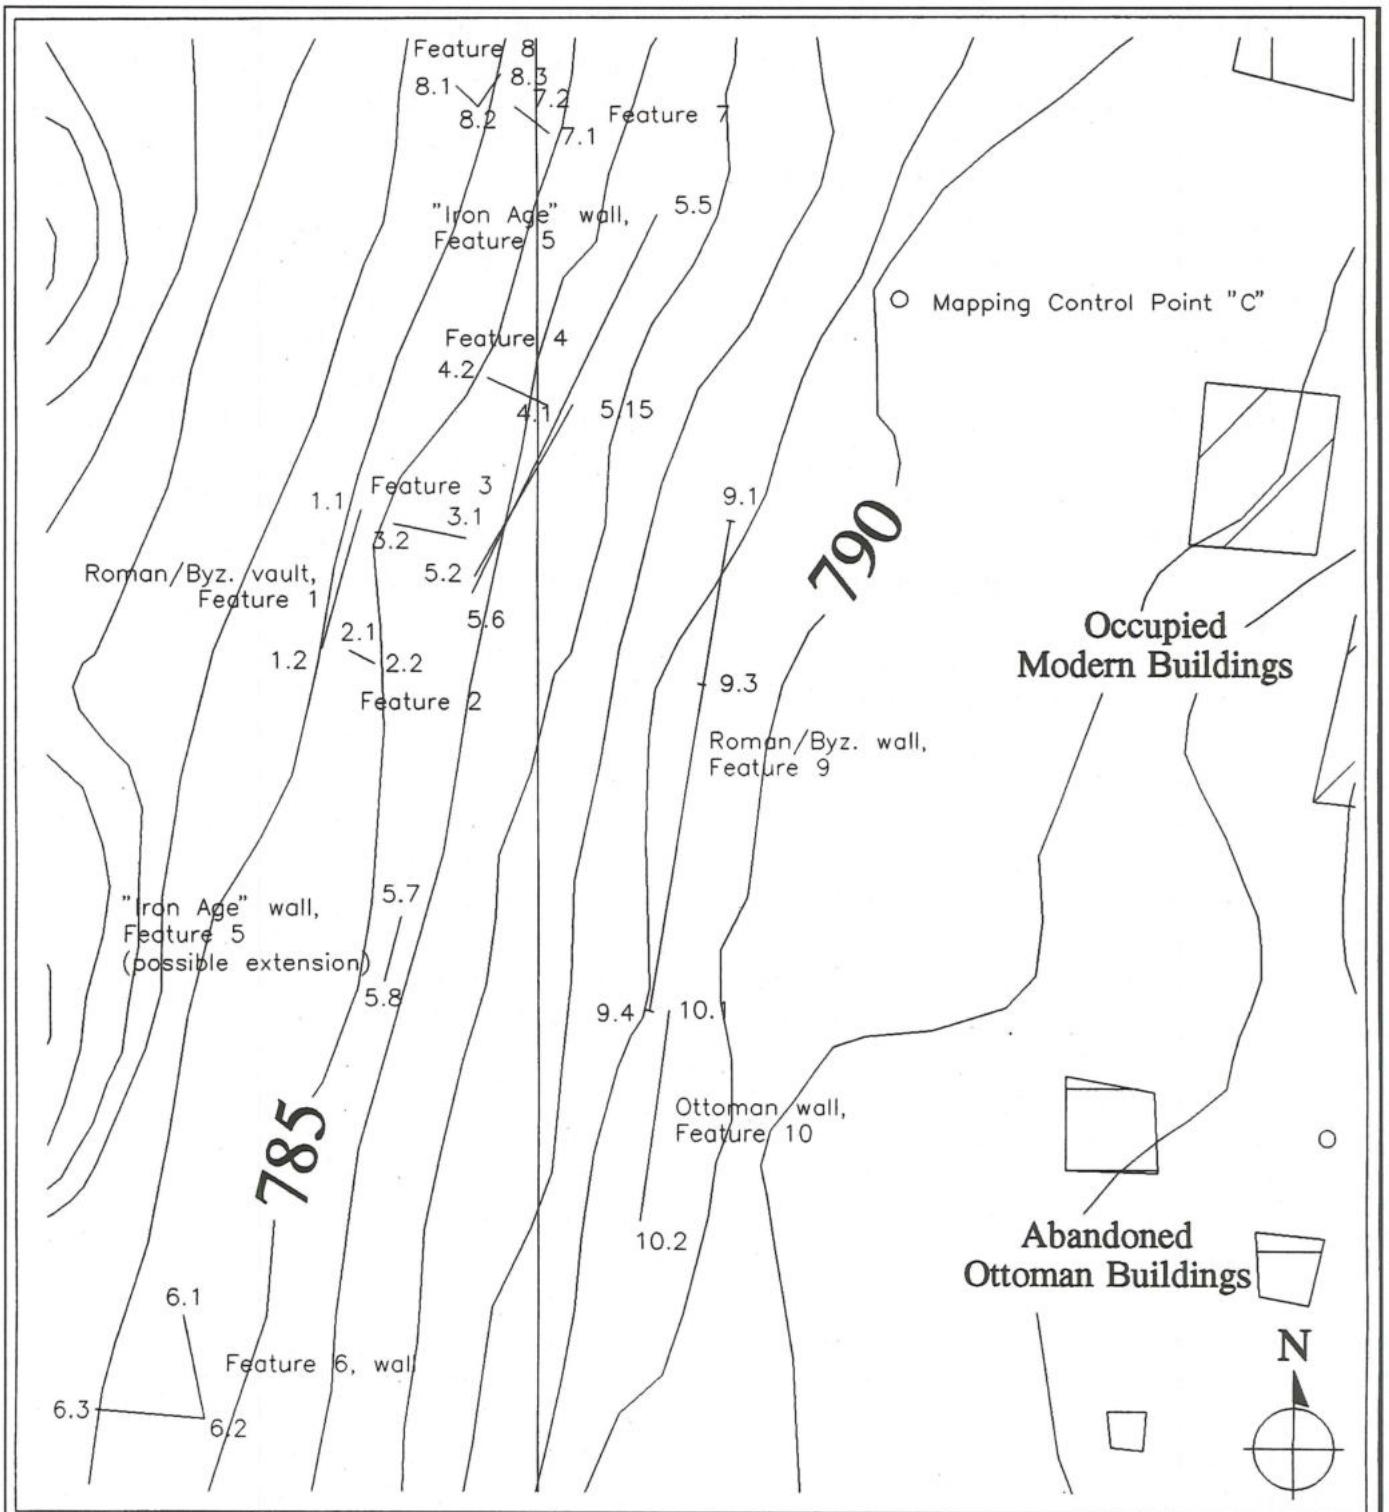 Feature 8
8.1
8.3
7.2
8.2
Feature 7
7.1
"Iron Age" wall,
Feature 5
5.5
Mapping Control Point "C"
Feature 4
4.2
4.1
5.15
Feature 3
1.1
3.1
9.1
3.2
790
Roman/Byz. vault,
Feature 1
5.2
5.6
2.1
1.2
2.2
Feature 2
Occupied
Modern Buildings
9.3
Roman/Byz. wall,
Feature 9
"Iron Age" wall,
Feature 5
(possible extension)
5.7
5.8
9.4
10.1
785
Ottoman wall,
Feature 10
10.2
Abandoned
Ottoman Buildings
6.1
Feature 6, wall
6.3
6.2
N